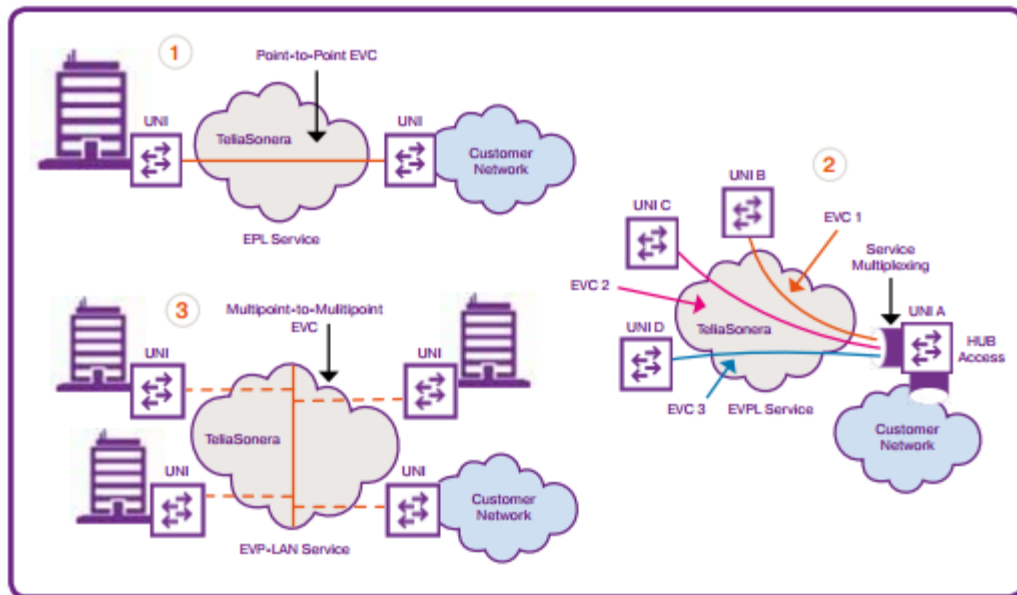 1
Point-to-Point EVC
UNI
TeliaSonera
UNI
Customer
Network
EPL Service
2
UNI B
UNI C
EVC 1
Service
Multiplexing
EVC 2
UNI A
TeliaSonera
UNI D
HUB
Access
EVC 3
EVPL Service
Customer
Network
3
Multipoint-to-Mulitipoint
EVC
UNI
UNI
TeliaSonera
UNI
UNI
Customer
Network
EVP-LAN Service